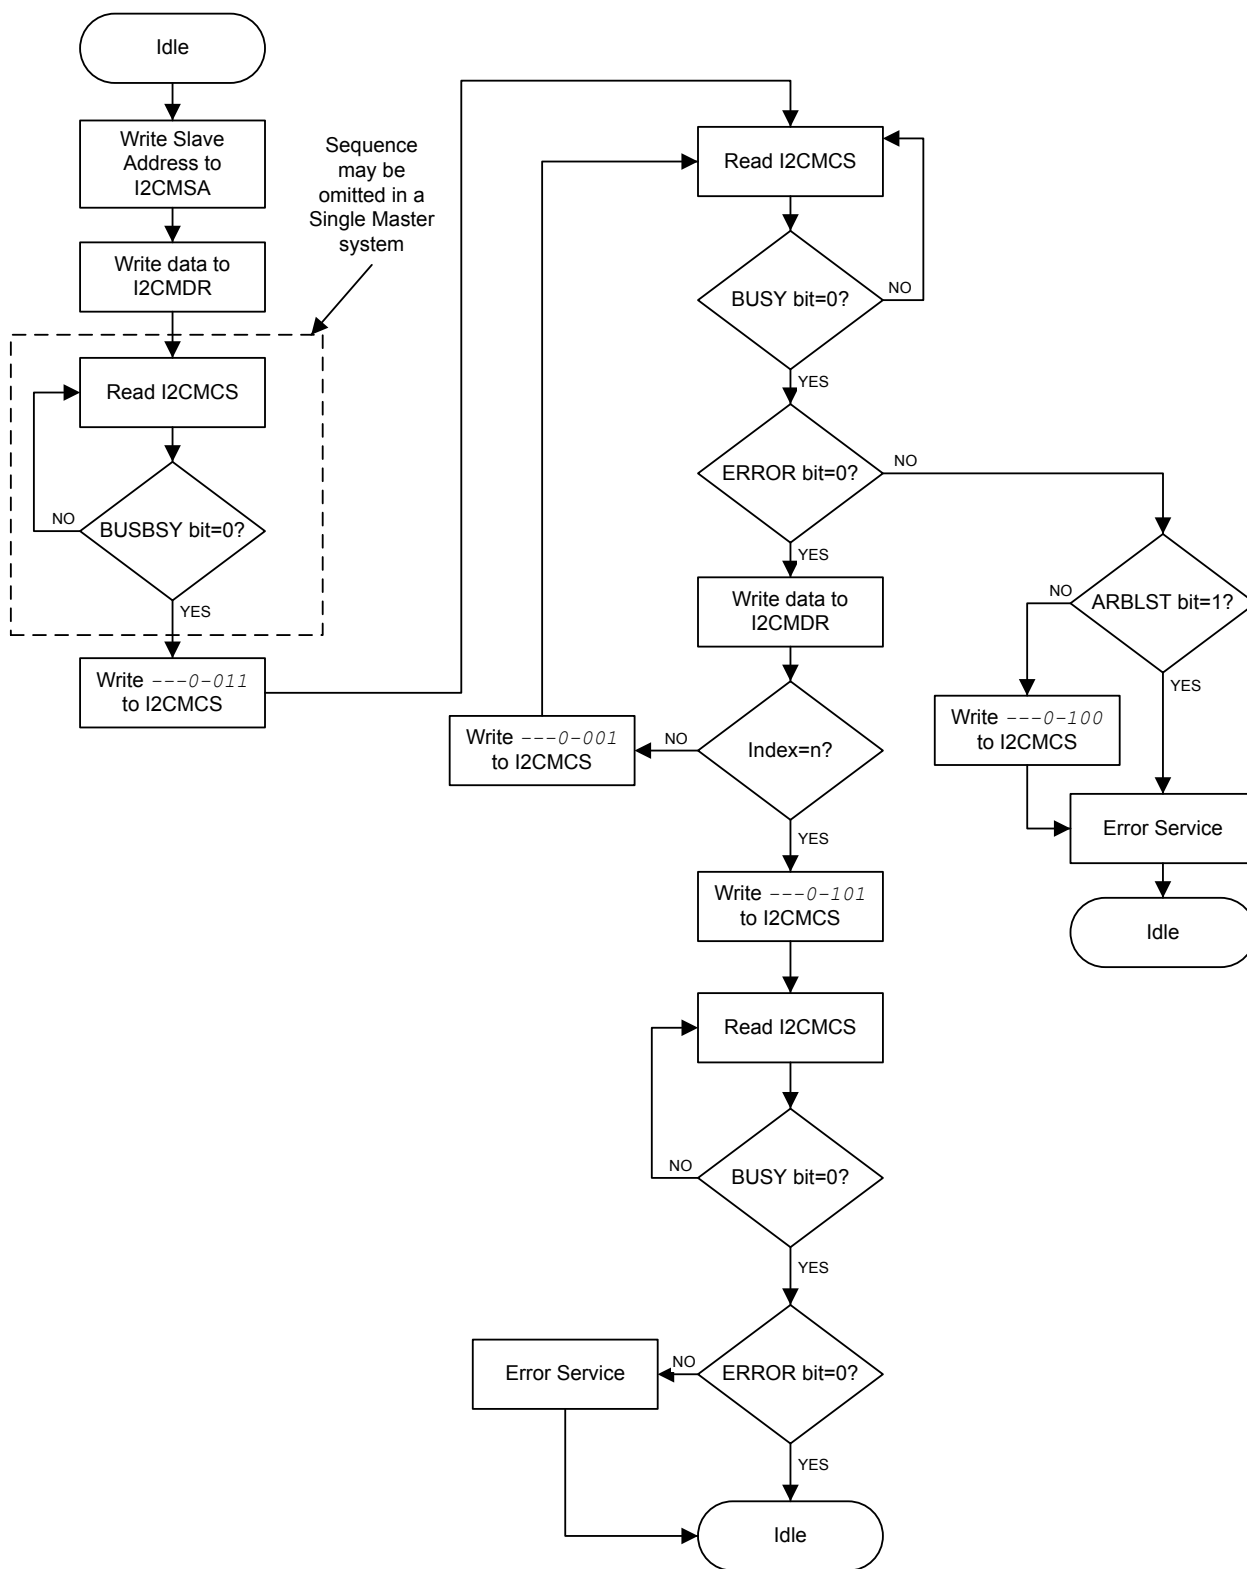 Idle
Write Slave
Address to
I2CMSA
Write data to
I2CMDR
Sequence
may be
omitted in a
Single Master
system
Read I2CMCS
BUSBSY bit=0?
NO
YES
Write ---0-011
to I2CMCS
Read I2CMCS
BUSY bit=0?
NO
YES
ERROR bit=0?
NO
YES
Write data to
I2CMDR
Index=n?
NO
Write ---0-001
to I2CMCS
YES
ARBLST bit=1?
NO
YES
Write ---0-100
to I2CMCS
Error Service
Idle
Write ---0-101
to I2CMCS
Read I2CMCS
BUSY bit=0?
NO
YES
ERROR bit=0?
NO
Error Service
YES
Idle